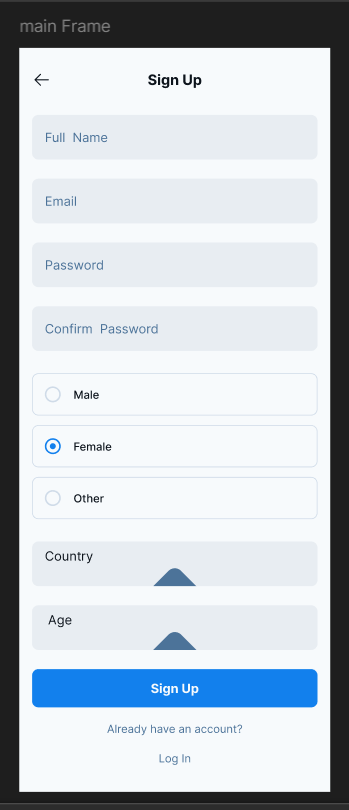 main Frame
Sign Up
Full Name
Email
Password
Confirm Password
Male
Female
Other
Country
Age
Sign Up
Already have an account?
Log In